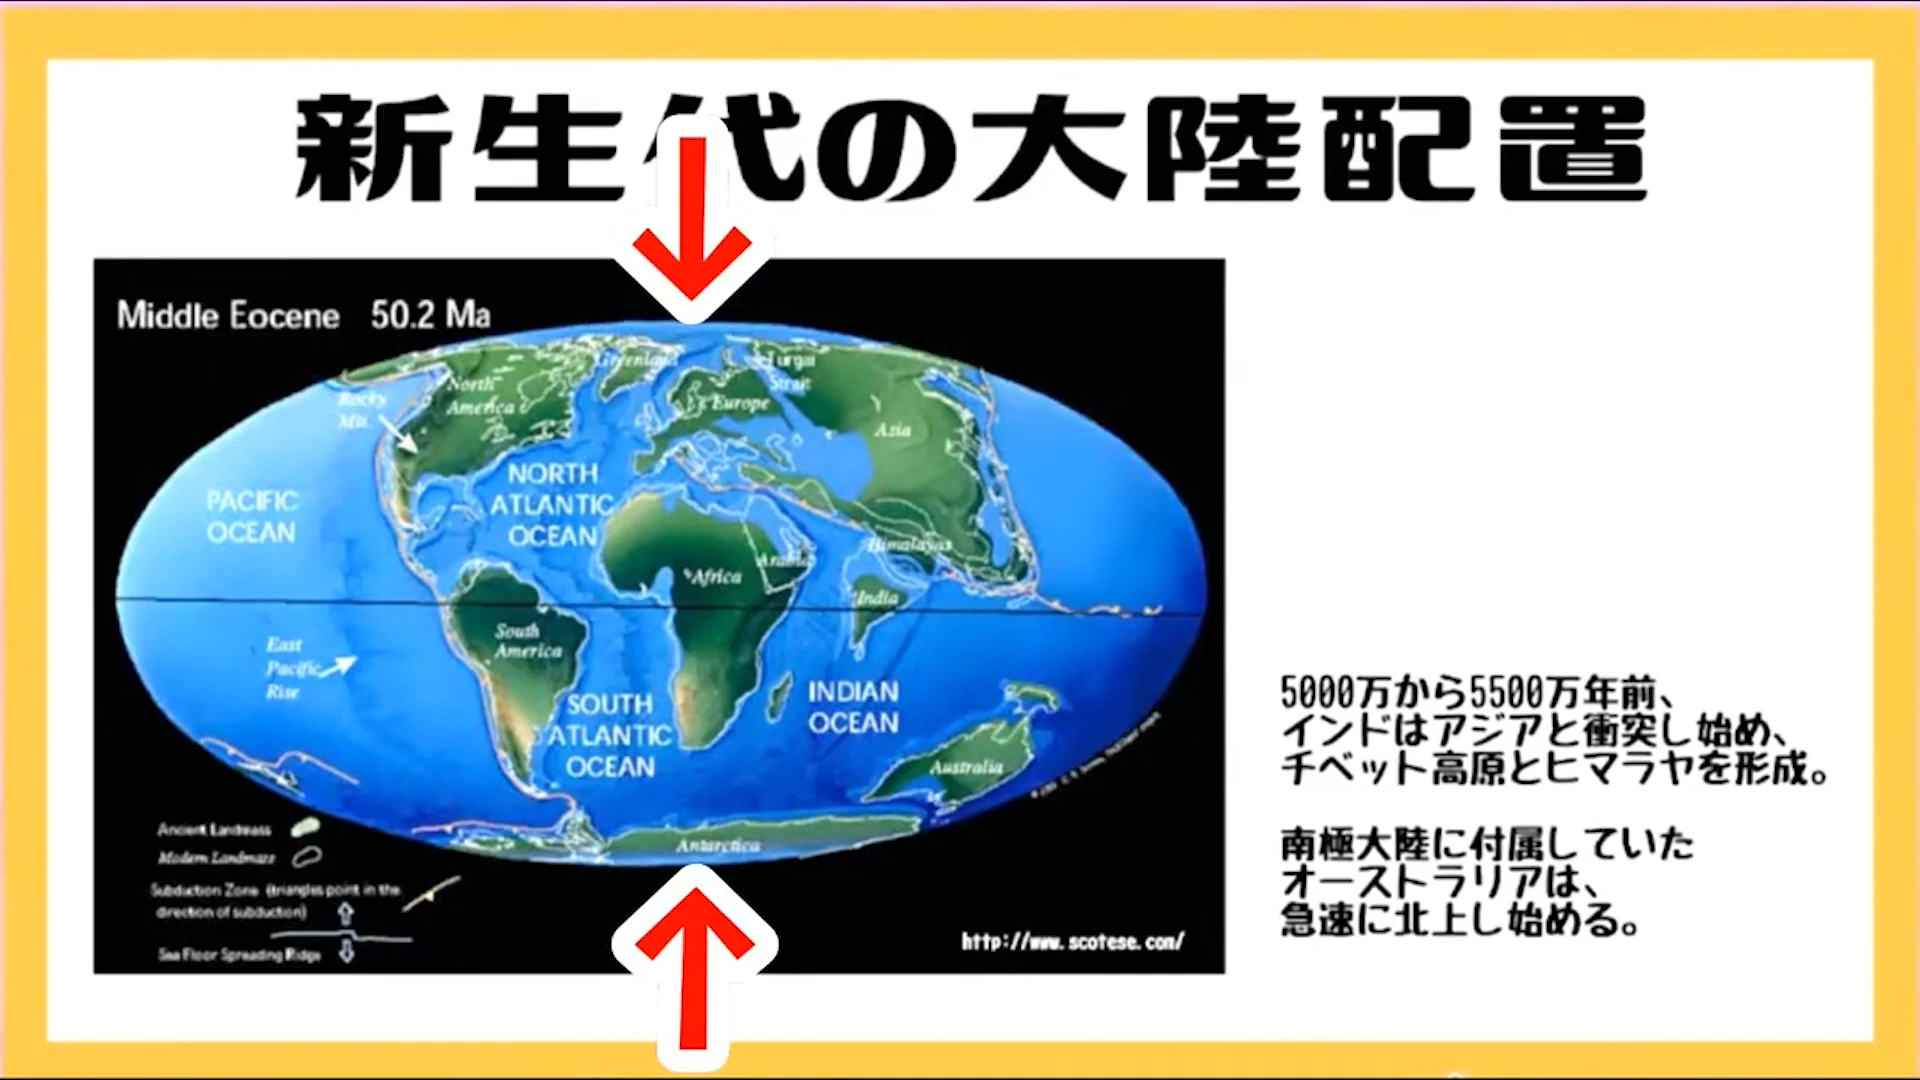 新生代の大陸配置
Middle Eocene 50.2 Ma
Greenland
Turgai
Strait
North
America
Rocky
Mtn.
Europe
Asia
NORTH
ATLANTIC
OCEAN
PACIFIC
OCEAN
Himalayas
Arabia
Africa
India
South
America
East
Pacific
Rise
SOUTH
ATLANTIC
OCEAN
INDIAN
OCEAN
Australia
Antarctica
Ancient Landmass
Modern Landmass
Subduction Zone (triangles point in the
direction of subduction)
Sea Floor Spreading Ridge
http://www.scotese.com/
5000万から5500万年前、
インドはアジアと衝突し始め、
チベット高原とヒマラヤを形成。
南極大陸に付属していた
オーストラリアは、
急速に北上し始める。